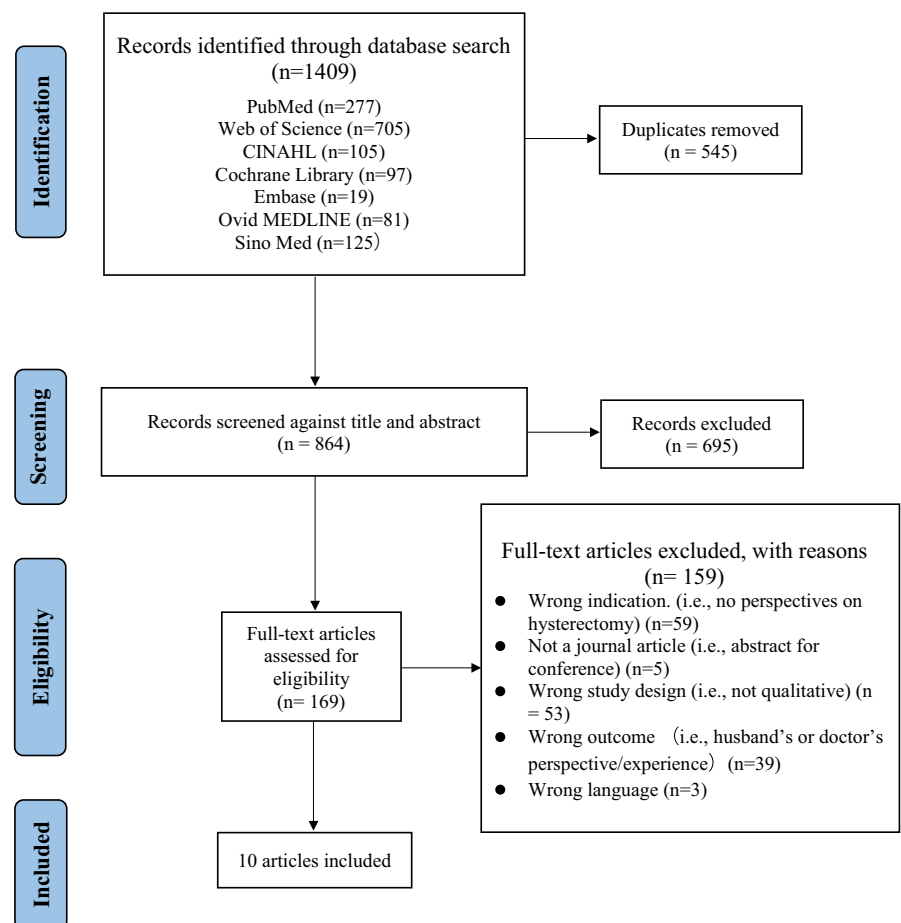 Identification
Records identified through database search
(n=1409)
PubMed (n=277)
Web of Science (n=705)
CINAHL (n=105)
Cochrane Library (n=97)
Embase (n=19)
Ovid MEDLINE (n=81)
Sino Med (n=125）
Duplicates removed
(n = 545)
Screening
Records screened against title and abstract
(n = 864)
Records excluded
(n = 695)
Eligibility
Full-text articles
assessed for
eligibility
(n= 169)
Full-text articles excluded, with reasons
(n= 159)
● Wrong indication. (i.e., no perspectives on
hysterectomy) (n=59)
● Not a journal article (i.e., abstract for
conference) (n=5)
● Wrong study design (i.e., not qualitative) (n
= 53)
● Wrong outcome （i.e., husband’s or doctor’s
perspective/experience） (n=39)
● Wrong language (n=3)
Included
10 articles included